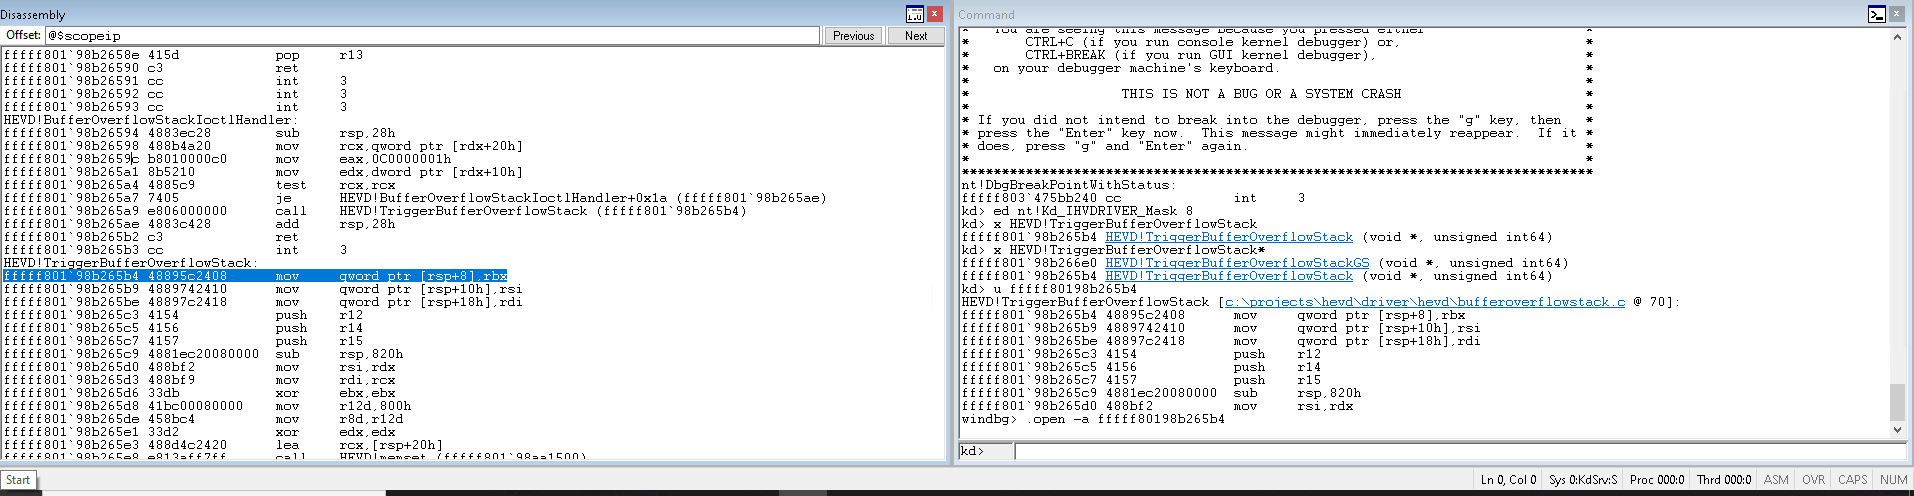 Disassembly
Offset: @$scopeip Previous Next
fffff801`98b2658e 415d pop r13
fffff801`98b26590 c3 ret
fffff801`98b26591 cc int 3
fffff801`98b26592 cc int 3
fffff801`98b26593 cc int 3
HEVD!BufferOverflowStackIoctlHandler:
fffff801`98b26594 4883ec28 sub rsp,28h
fffff801`98b26598 488b4a20 mov rcx,qword ptr [rdx+20h]
fffff801`98b2659c b8010000c0 mov eax,0C0000001h
fffff801`98b265a1 8b5210 mov edx,dword ptr [rdx+10h]
fffff801`98b265a4 4885c9 test rcx,rcx
fffff801`98b265a7 7405 je HEVD!BufferOverflowStackIoctlHandler+0x1a (fffff801`98b265ae)
fffff801`98b265a9 e806000000 call HEVD!TriggerBufferOverflowStack (fffff801`98b265b4)
fffff801`98b265ae 4883c428 add rsp,28h
fffff801`98b265b2 c3 ret
fffff801`98b265b3 cc int 3
HEVD!TriggerBufferOverflowStack:
fffff801`98b265b4 48895c2408 mov qword ptr [rsp+8],rbx
fffff801`98b265b9 4889742410 mov qword ptr [rsp+10h],rsi
fffff801`98b265be 48897c2418 mov qword ptr [rsp+18h],rdi
fffff801`98b265c3 4154 push r12
fffff801`98b265c5 4156 push r14
fffff801`98b265c7 4157 push r15
fffff801`98b265c9 4881ec20080000 sub rsp,820h
fffff801`98b265d0 488bf2 mov rsi,rdx
fffff801`98b265d3 488bf9 mov rdi,rcx
fffff801`98b265d6 33db xor ebx,ebx
fffff801`98b265d8 41bc00080000 mov r12d,800h
fffff801`98b265de 458bc4 mov r8d,r12d
fffff801`98b265e1 33d2 xor edx,edx
fffff801`98b265e3 488d4c2420 lea rcx,[rsp+20h]
fffff801`98b265e8 e813aff7ff call HEVD!memset (fffff801`98aa1500)
Command
* You are seeing this message because you pressed either *
* CTRL+C (if you run console kernel debugger) or, *
* CTRL+BREAK (if you run GUI kernel debugger), *
* on your debugger machine's keyboard. *
* *
* THIS IS NOT A BUG OR A SYSTEM CRASH *
* *
* If you did not intend to break into the debugger, press the "g" key, then *
* press the "Enter" key now. This message might immediately reappear. If it *
* does, press "g" and "Enter" again. *
* *
*******************************************************************************
nt!DbgBreakPointWithStatus:
fffff803`475bb240 cc int 3
kd> ed nt!Kd_IHVDRIVER_Mask 8
kd> x HEVD!TriggerBufferOverflowStack
fffff801`98b265b4 HEVD!TriggerBufferOverflowStack (void *, unsigned int64)
kd> x HEVD!TriggerBufferOverflowStack*
fffff801`98b266e0 HEVD!TriggerBufferOverflowStackGS (void *, unsigned int64)
fffff801`98b265b4 HEVD!TriggerBufferOverflowStack (void *, unsigned int64)
kd> u fffff80198b265b4
HEVD!TriggerBufferOverflowStack [c:\projects\hevd\driver\hevd\bufferoverflowstack.c @ 70]:
fffff801`98b265b4 48895c2408 mov qword ptr [rsp+8],rbx
fffff801`98b265b9 4889742410 mov qword ptr [rsp+10h],rsi
fffff801`98b265be 48897c2418 mov qword ptr [rsp+18h],rdi
fffff801`98b265c3 4154 push r12
fffff801`98b265c5 4156 push r14
fffff801`98b265c7 4157 push r15
fffff801`98b265c9 4881ec20080000 sub rsp,820h
fffff801`98b265d0 488bf2 mov rsi,rdx
windbg> .open -a fffff80198b265b4
kd>
Start Ln 0, Col 0 Sys 0:KdSrv:S Proc 000:0 Thrd 000:0 ASM OVR CAPS NUM